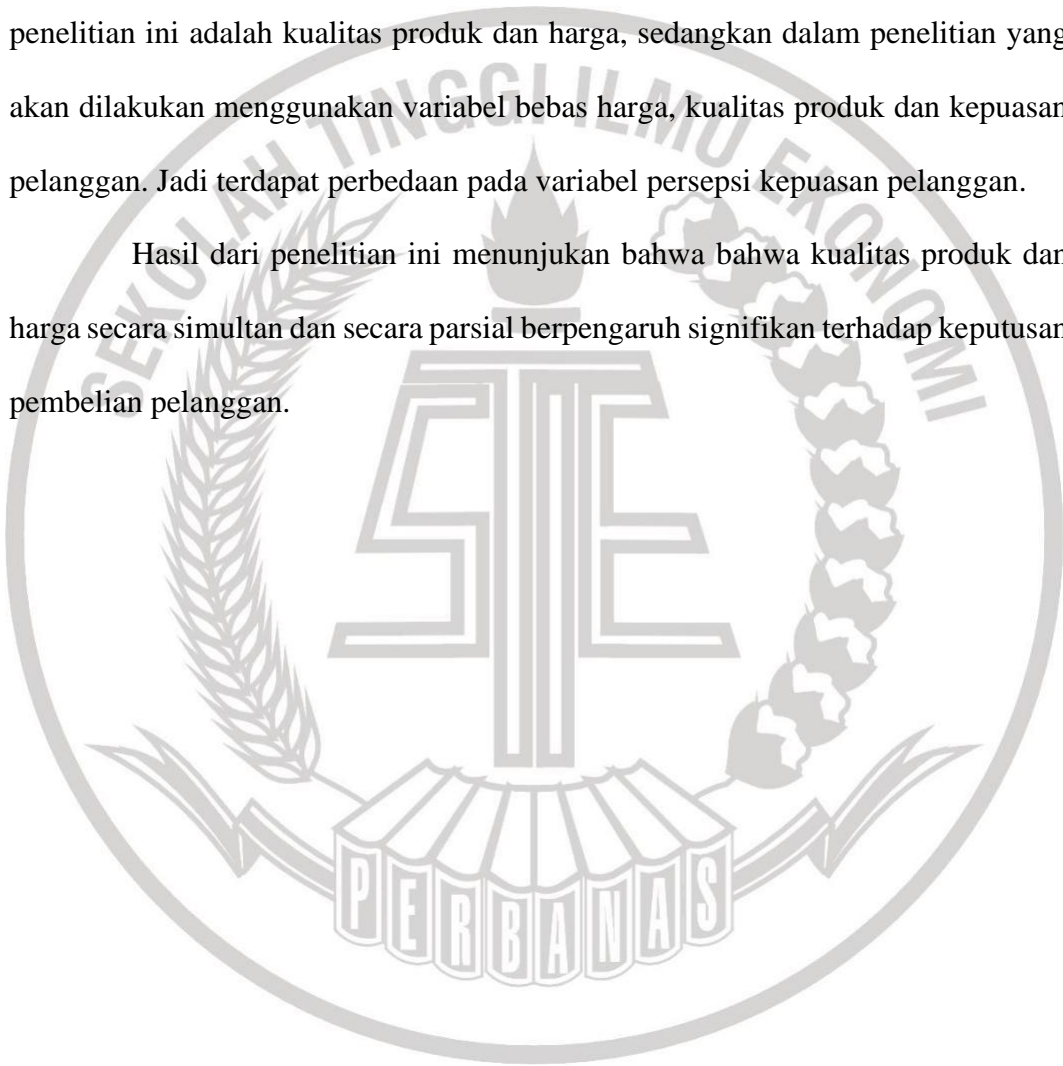 penelitian ini adalah kualitas produk dan harga, sedangkan dalam penelitian yang
akan dilakukan menggunakan variabel bebas harga, kualitas produk dan kepuasan
pelanggan. Jadi terdapat perbedaan pada variabel persepsi kepuasan pelanggan.
Hasil dari penelitian ini menunjukan bahwa bahwa kualitas produk dan
harga secara simultan dan secara parsial berpengaruh signifikan terhadap keputusan
pembelian pelanggan.
SEKOLAH TINGGI ILMU EKONOMI
STIE
PERBANAS